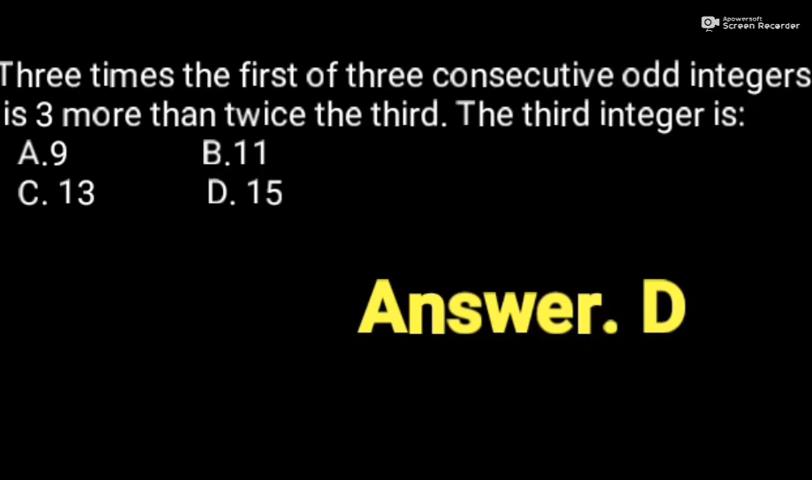 Apowersoft
Screen Recorder
Three times the first of three consecutive odd integers
is 3 more than twice the third. The third integer is:
A.9 B.11
C. 13 D. 15
Answer. D